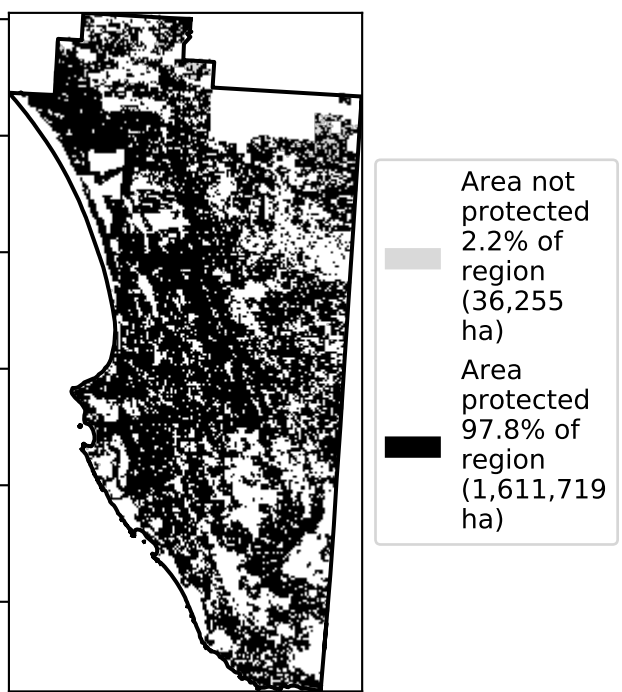 Area not
protected
2.2% of
region
(36,255
ha)
Area
protected
97.8% of
region
(1,611,719
ha)